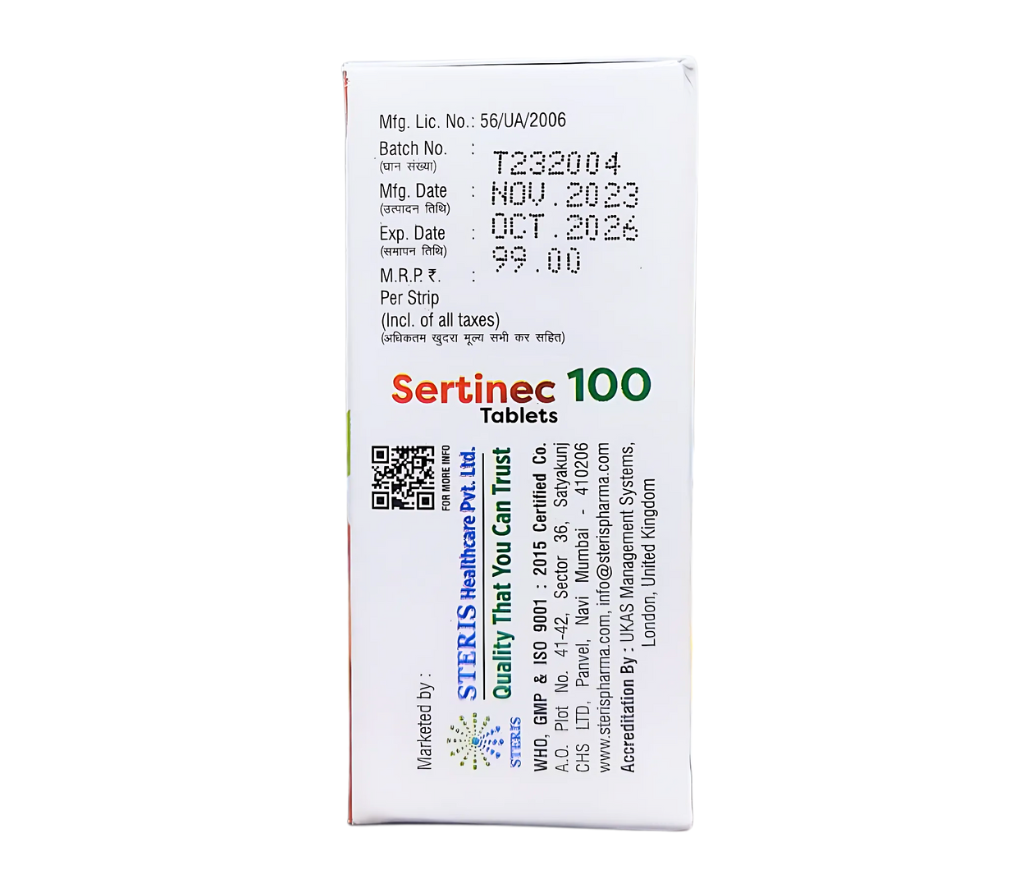 Mfg. Lic. No.: 56/UA/2006
Batch No. : T232004
(घान संख्या)
Mfg. Date : NOV.2023
(उत्पादन तिथि)
Exp. Date : OCT.2026
(समापन तिथि)
M.R.P. ₹. : 99.00
Per Strip
(Incl. of all taxes)
(अधिकतम खुदरा मूल्य सभी कर सहित)
Sertinec 100
Tablets
FOR MORE INFO
Marketed by :
STERIS
STERIS Healthcare Pvt. Ltd.
Quality That You Can Trust
WHO, GMP & ISO 9001 : 2015 Certified Co.
A.O. Plot No. 41-42, Sector 36, Satyakunj
CHS LTD, Panvel, Navi Mumbai - 410206
www.sterispharma.com, info@sterispharma.com
Accreditation By : UKAS Management Systems,
London, United Kingdom